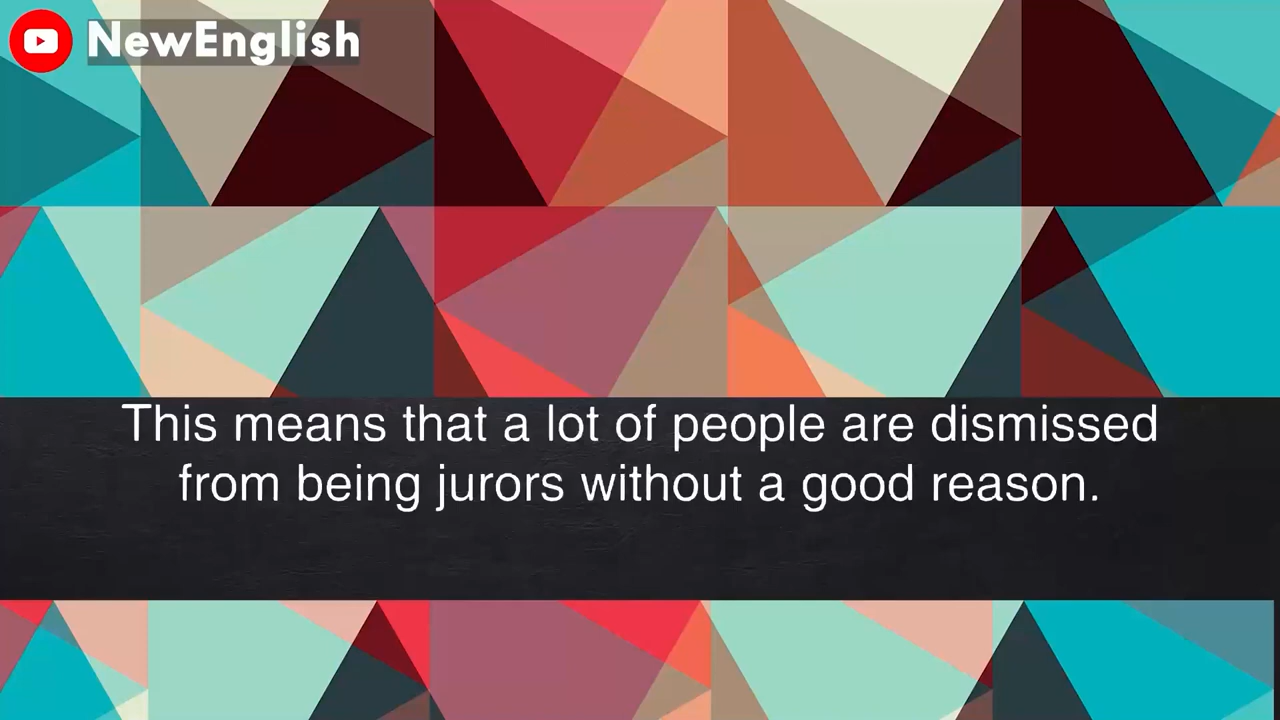 NewEnglish
This means that a lot of people are dismissed
from being jurors without a good reason.